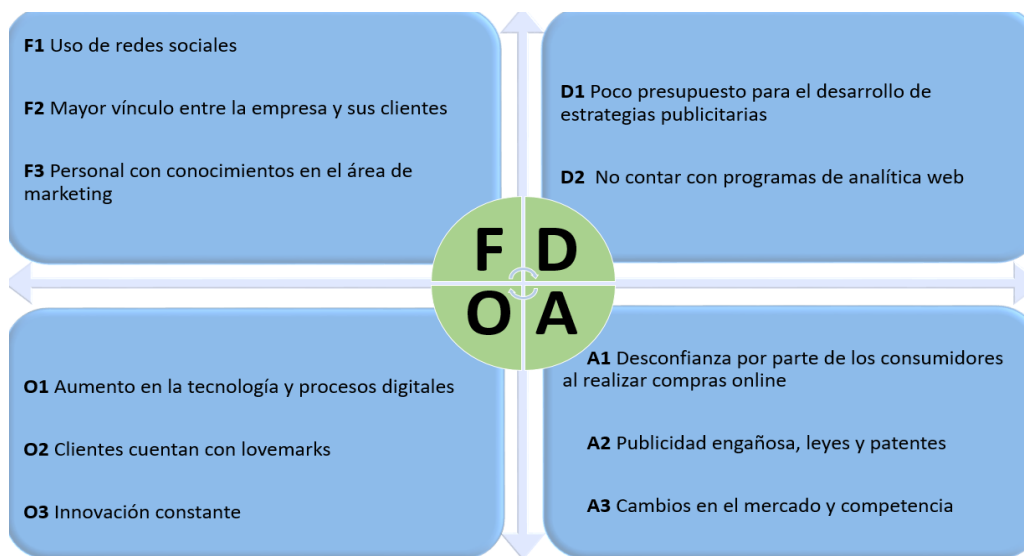 F1 Uso de redes sociales
F2 Mayor vínculo entre la empresa y sus clientes
F3 Personal con conocimientos en el área de
marketing
D1 Poco presupuesto para el desarrollo de
estrategias publicitarias
D2 No contar con programas de analítica web
F D
O A
O1 Aumento en la tecnología y procesos digitales
O2 Clientes cuentan con lovemarks
O3 Innovación constante
A1 Desconfianza por parte de los consumidores
al realizar compras online
A2 Publicidad engañosa, leyes y patentes
A3 Cambios en el mercado y competencia